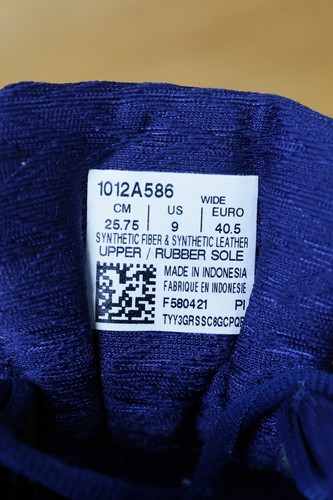 1012A586
WIDE
CM | US | EURO
25.75 | 9 | 40.5
SYNTHETIC FIBER & SYNTHETIC LEATHER
UPPER / RUBBER SOLE
MADE IN INDONESIA
FABRIQUE EN INDONESIE
F580421 PI
TYY3GRSSC6GCPQR